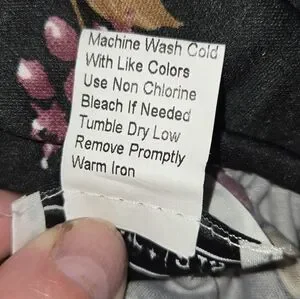 Machine Wash Cold
With Like Colors
Use Non Chlorine
Bleach If Needed
Tumble Dry Low
Remove Promptly
Warm Iron